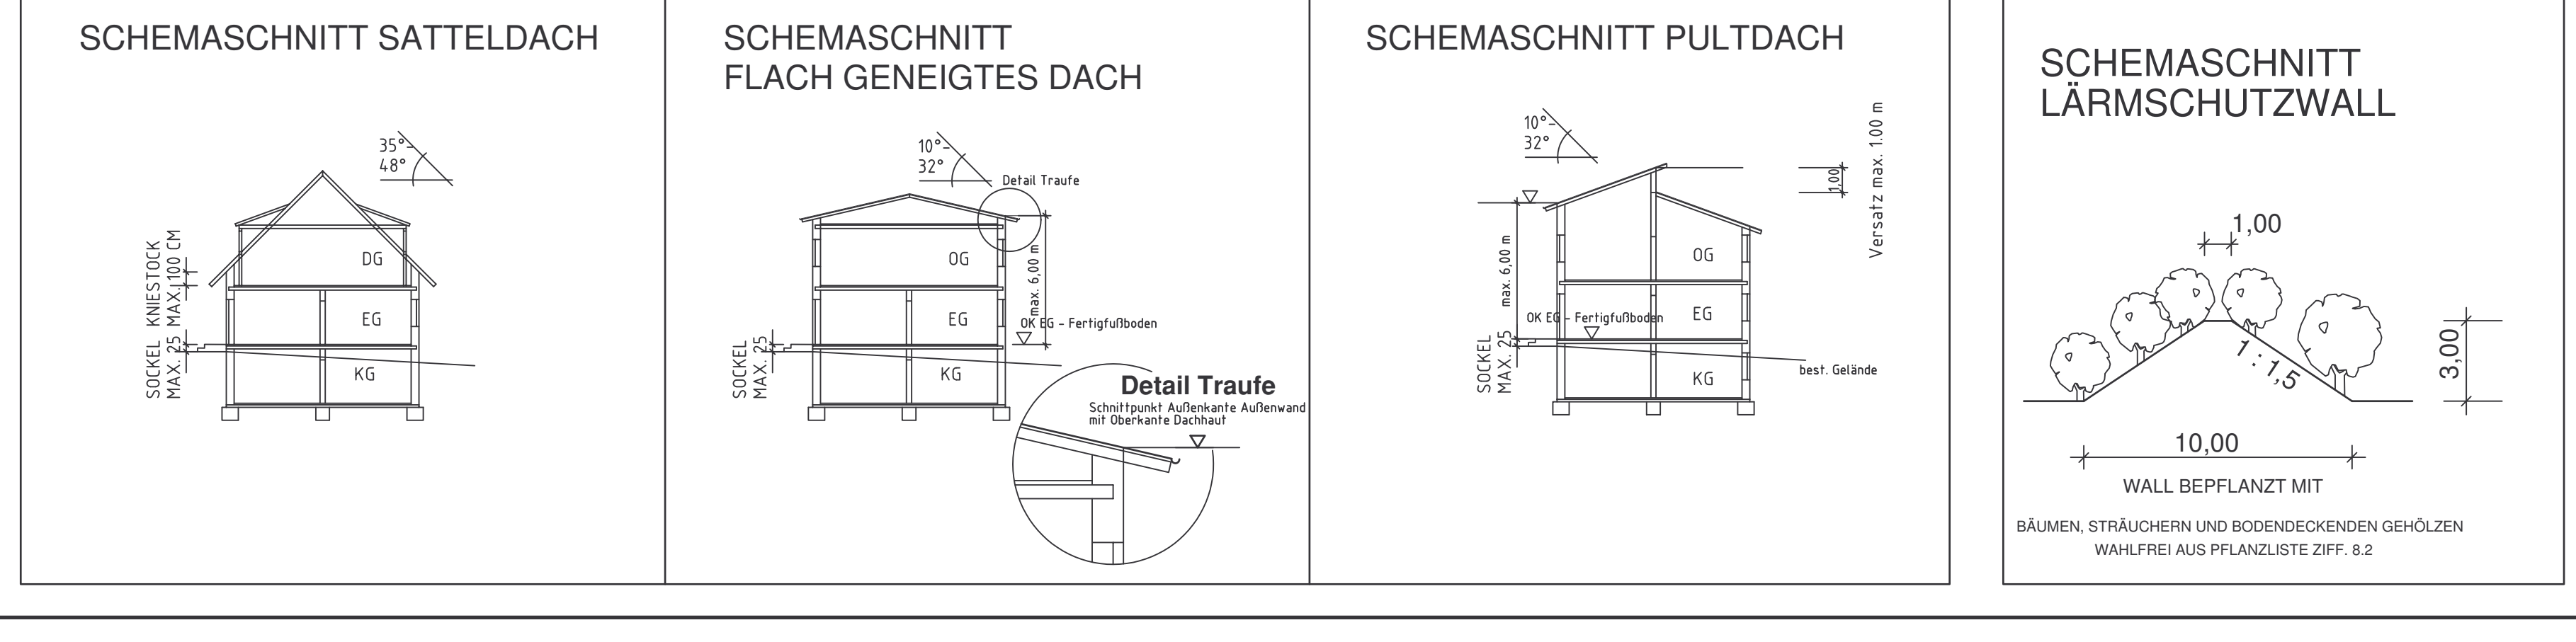 SCHEMASCHNITT SATTELDACH
35°-
48°
KNIESTOCK
MAX. 100 CM
SOCKEL
MAX. 25
DG
EG
KG
SCHEMASCHNITT
FLACH GENEIGTES DACH
10°-
32°
Detail Traufe
OG
max. 6,00 m
EG
OK EG - Fertigfußboden
SOCKEL
MAX. 25
KG
Detail Traufe
Schnittpunkt Außenkante Außenwand
mit Oberkante Dachhaut
SCHEMASCHNITT PULTDACH
10°-
32°
1,00
Versatz max. 1.00 m
max. 6,00 m
OG
OK EG - Fertigfußboden
EG
SOCKEL
MAX. 25
best. Gelände
KG
SCHEMASCHNITT
LÄRMSCHUTZWALL
1,00
1 : 1,5
3,00
10,00
WALL BEPFLANZT MIT
BÄUMEN, STRÄUCHERN UND BODENDECKENDEN GEHÖLZEN
WAHLFREI AUS PFLANZLISTE ZIFF. 8.2